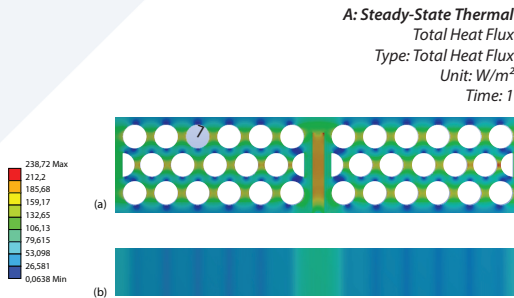 A: Steady-State Thermal
Total Heat Flux
Type: Total Heat Flux
Unit: W/m²
Time: 1
238,72 Max
212,2
185,68
159,17
132,65
106,13
79,615
53,098
26,581
0,0638 Min
(a)
(b)